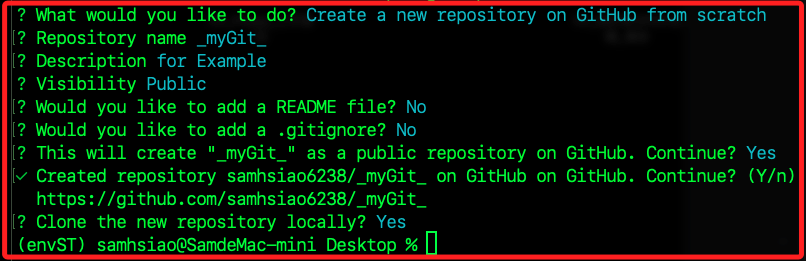 ? What would you like to do? Create a new repository on GitHub from scratch
[? Repository name _myGit_
[? Description for Example
[? Visibility Public
[? Would you like to add a README file? No
[? Would you like to add a .gitignore? No
[? This will create "_myGit_" as a public repository on GitHub. Continue? Yes
[✓ Created repository samhsiao6238/_myGit_ on GitHub on GitHub. Continue? (Y/n)
https://github.com/samhsiao6238/_myGit_
[? Clone the new repository locally? Yes
(envST) samhsiao@SamdeMac-mini Desktop %